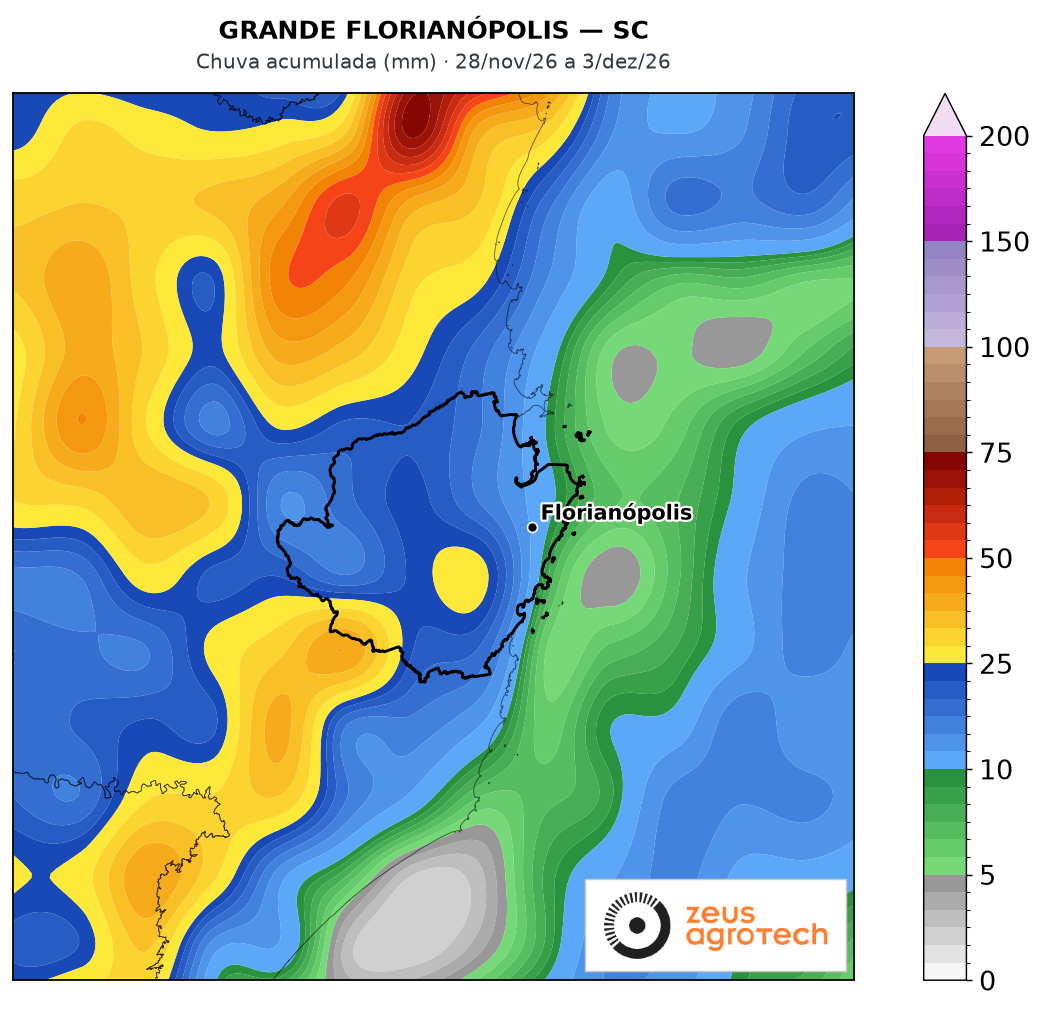 GRANDE FLORIANÓPOLIS — SC
Chuva acumulada (mm) · 28/nov/26 a 3/dez/26
Florianópolis
200
150
100
75
50
25
10
5
0
zeus
agrotech